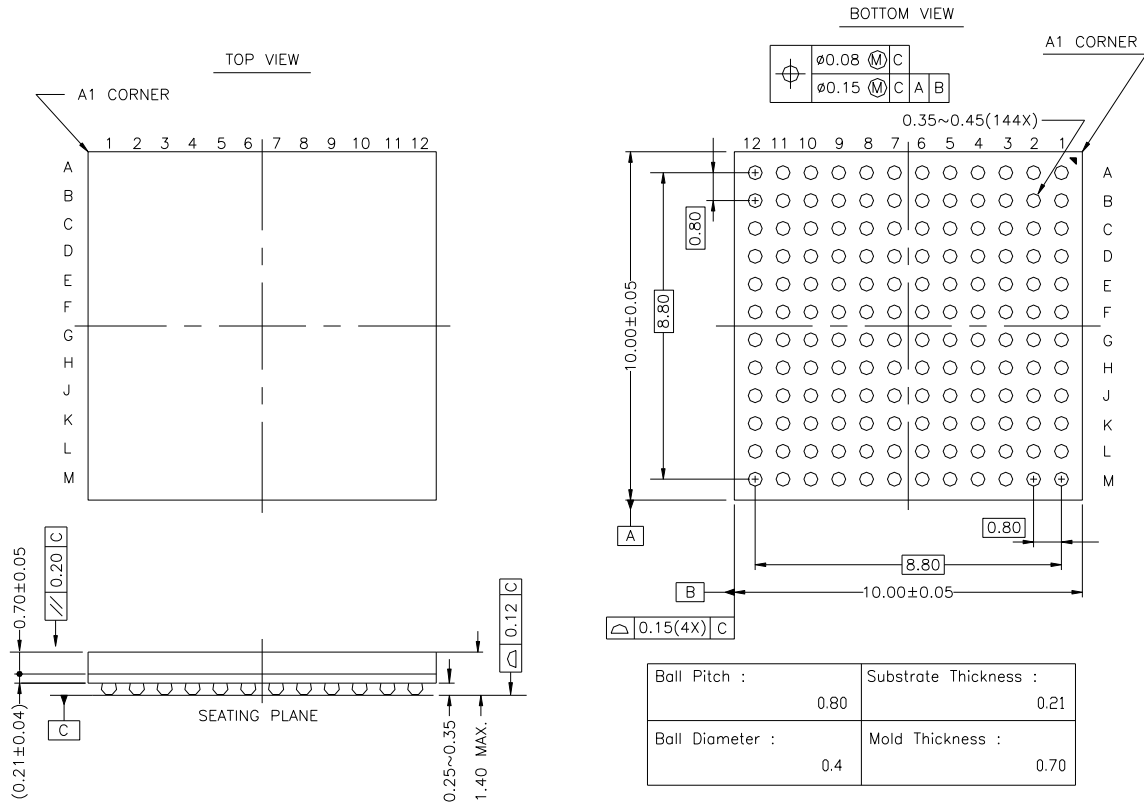 TOP VIEW
A1 CORNER
1 2 3 4 5 6 7 8 9 10 11 12
A
B
C
D
E
F
G
H
J
K
L
M
BOTTOM VIEW
A1 CORNER
ø0.08 Ⓜ C
ø0.15 Ⓜ C A B
0.35~0.45(144X)
12 11 10 9 8 7 6 5 4 3 2 1
A
B
C
D
E
F
G
H
J
K
L
M
0.80
8.80
10.00±0.05
A
0.80
8.80
B
10.00±0.05
0.15(4X) C
0.70±0.05
// 0.20 C
(0.21±0.04)
C
SEATING PLANE
0.12 C
0.25~0.35
1.40 MAX.
Ball Pitch :
0.80
Substrate Thickness :
0.21
Ball Diameter :
0.4
Mold Thickness :
0.70